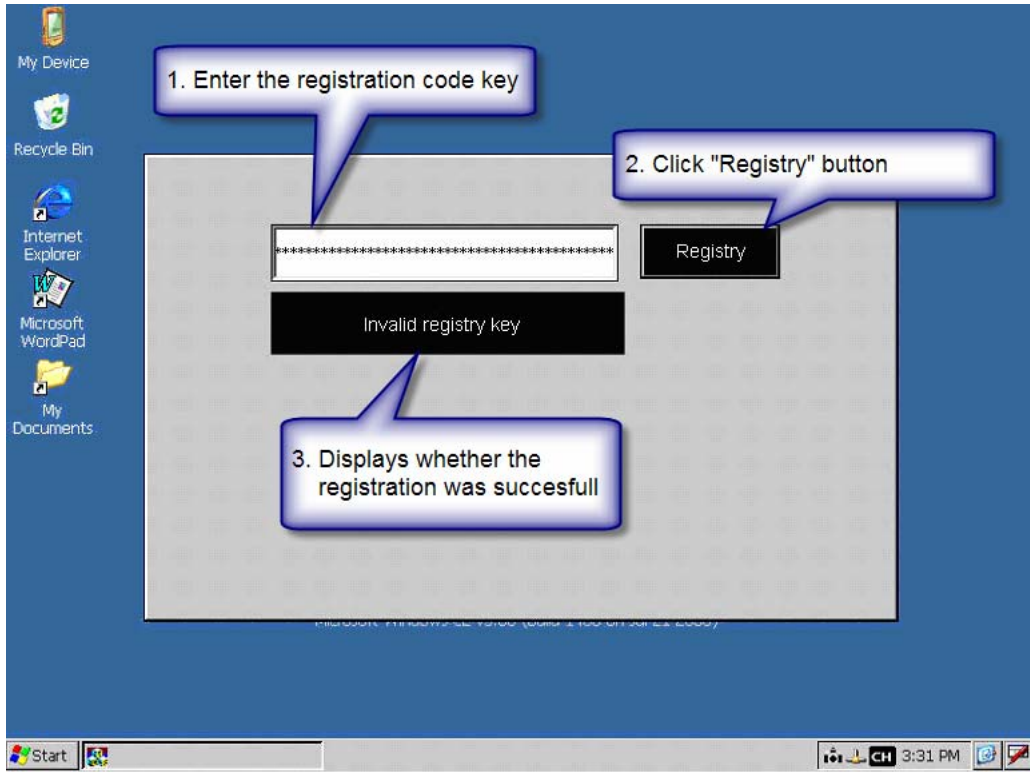 My Device
1. Enter the registration code key
Recycle Bin
2. Click "Registry" button
Internet
Explorer
********************************************
Registry
Invalid registry key
Microsoft
WordPad
My
Documents
3. Displays whether the
registration was succesfull
Start
CH 3:31 PM